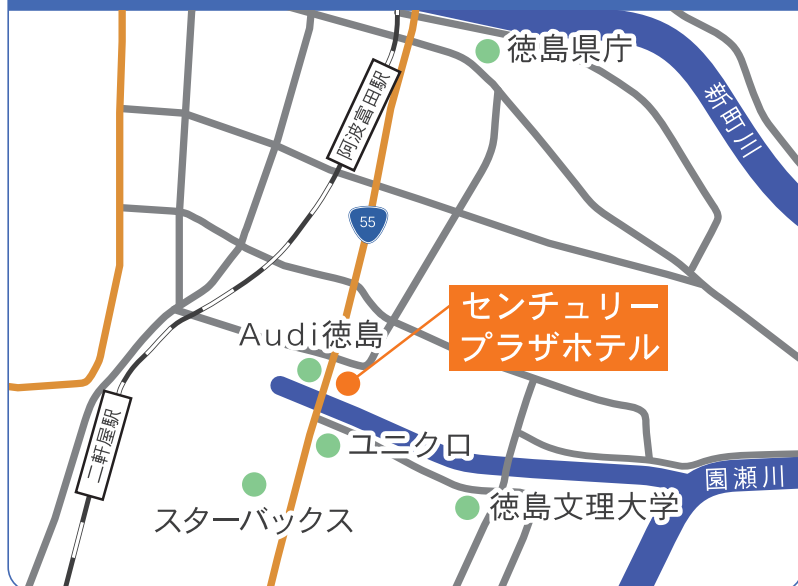 徳島県庁
新町川
阿波富田駅
55
センチュリー
プラザホテル
Audi徳島
二軒屋駅
ユニクロ
園瀬川
スターバックス
徳島文理大学